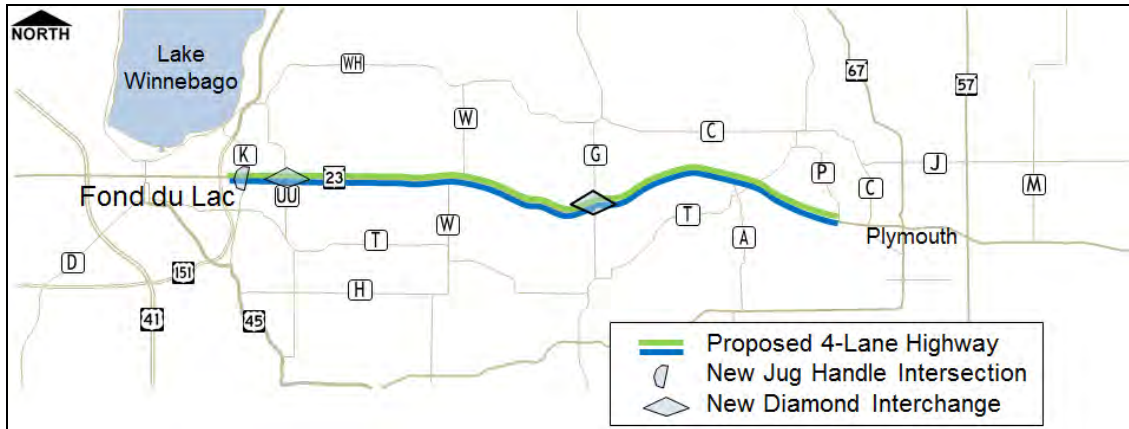 NORTH
Lake
Winnebago
WH
W
67
57
C
K
G
J
23
P
M
Fond du Lac
UU
C
T
W
T
A
Plymouth
D
151
H
41
45
Proposed 4-Lane Highway
New Jug Handle Intersection
New Diamond Interchange